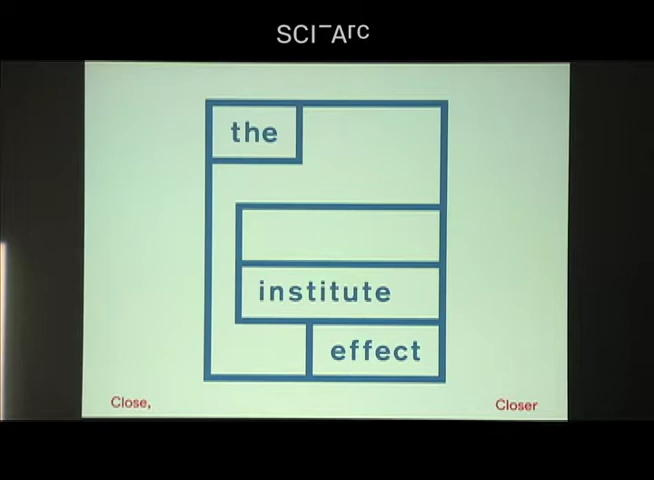 SCI-Arc
the
institute
effect
Close,
Closer